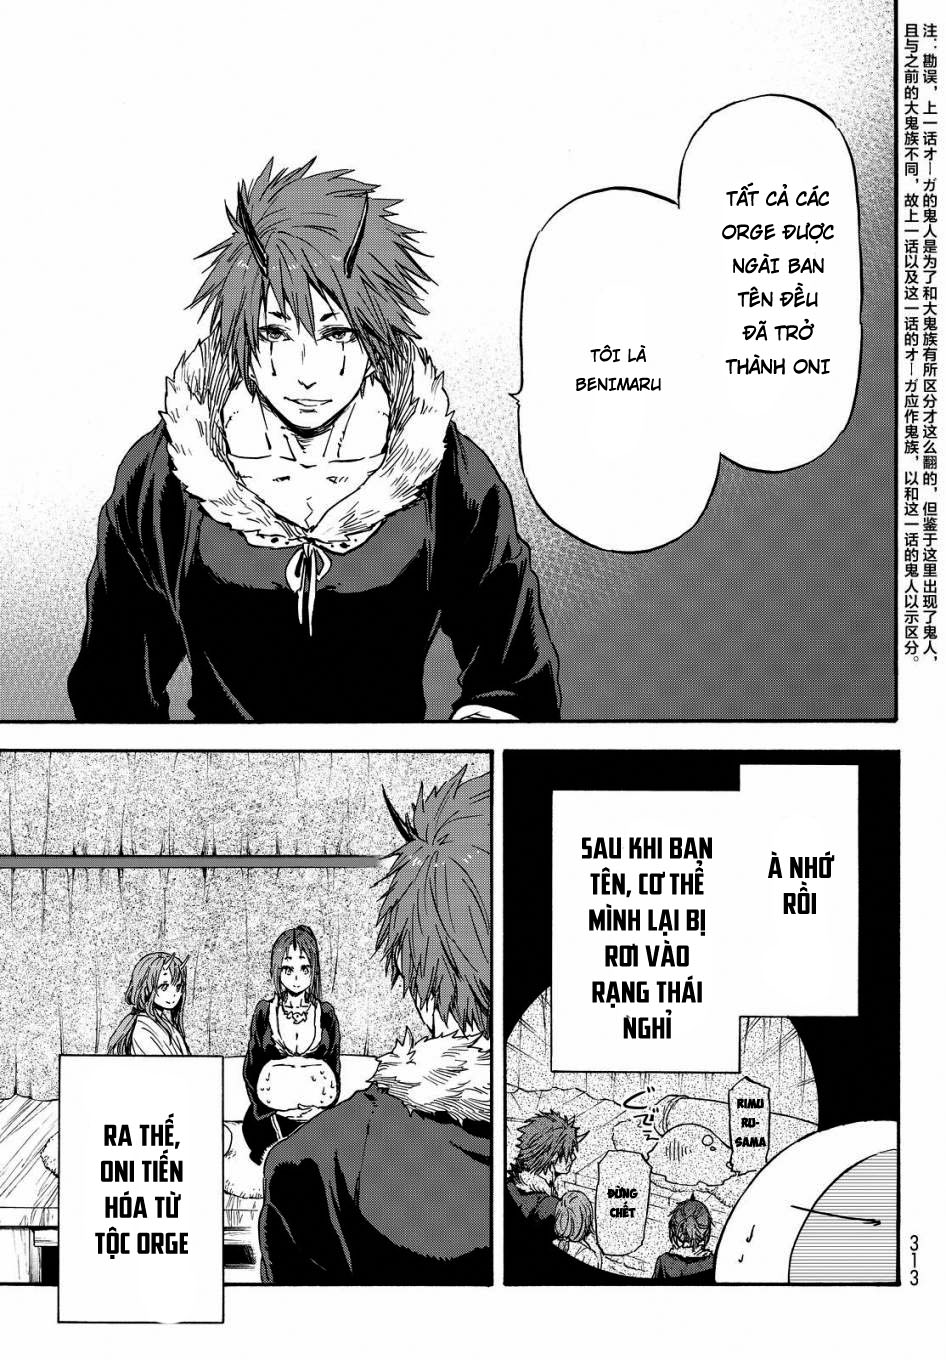 注：勘误，上一话オーガ的鬼人是为了和大鬼族有所区分才这么翻的，但鉴于这里出现了鬼人，
且与之前的大鬼族不同，故上一话以及这一话的オーガ应作鬼族，以和这一话的鬼人以示区分。
TẤT CẢ CÁC
ORGE ĐƯỢC
NGÀI BAN
TÊN ĐỀU
ĐÃ TRỞ
THÀNH ONI
TÔI LÀ
BENIMARU
À NHỚ
RỒI
SAU KHI BAN
TÊN, CƠ THỂ
MÌNH LẠI BỊ
RƠI VÀO
RẠNG THÁI
NGHỈ
RIMU
RU-
SAMA
ĐỪNG
CHẾT
RA THẾ,
ONI TIẾN
HÓA TỪ
TỘC ORGE
313